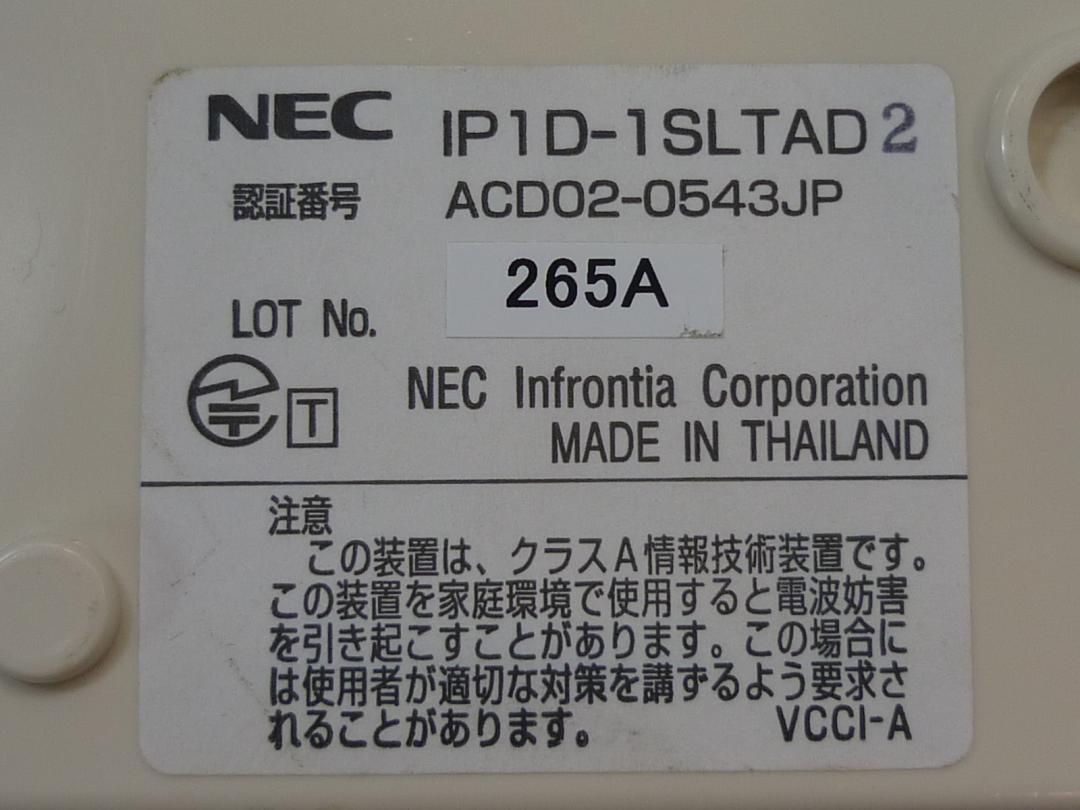 NEC IP1D-1SLTAD 2
認証番号 ACD02-0543JP
LOT No. 265A
T NEC Infrontia Corporation
MADE IN THAILAND
注意
この装置は、クラスA情報技術装置です。
この装置を家庭環境で使用すると電波妨害
を引き起こすことがあります。この場合に
は使用者が適切な対策を講ずるよう要求さ
れることがあります。 VCCI-A